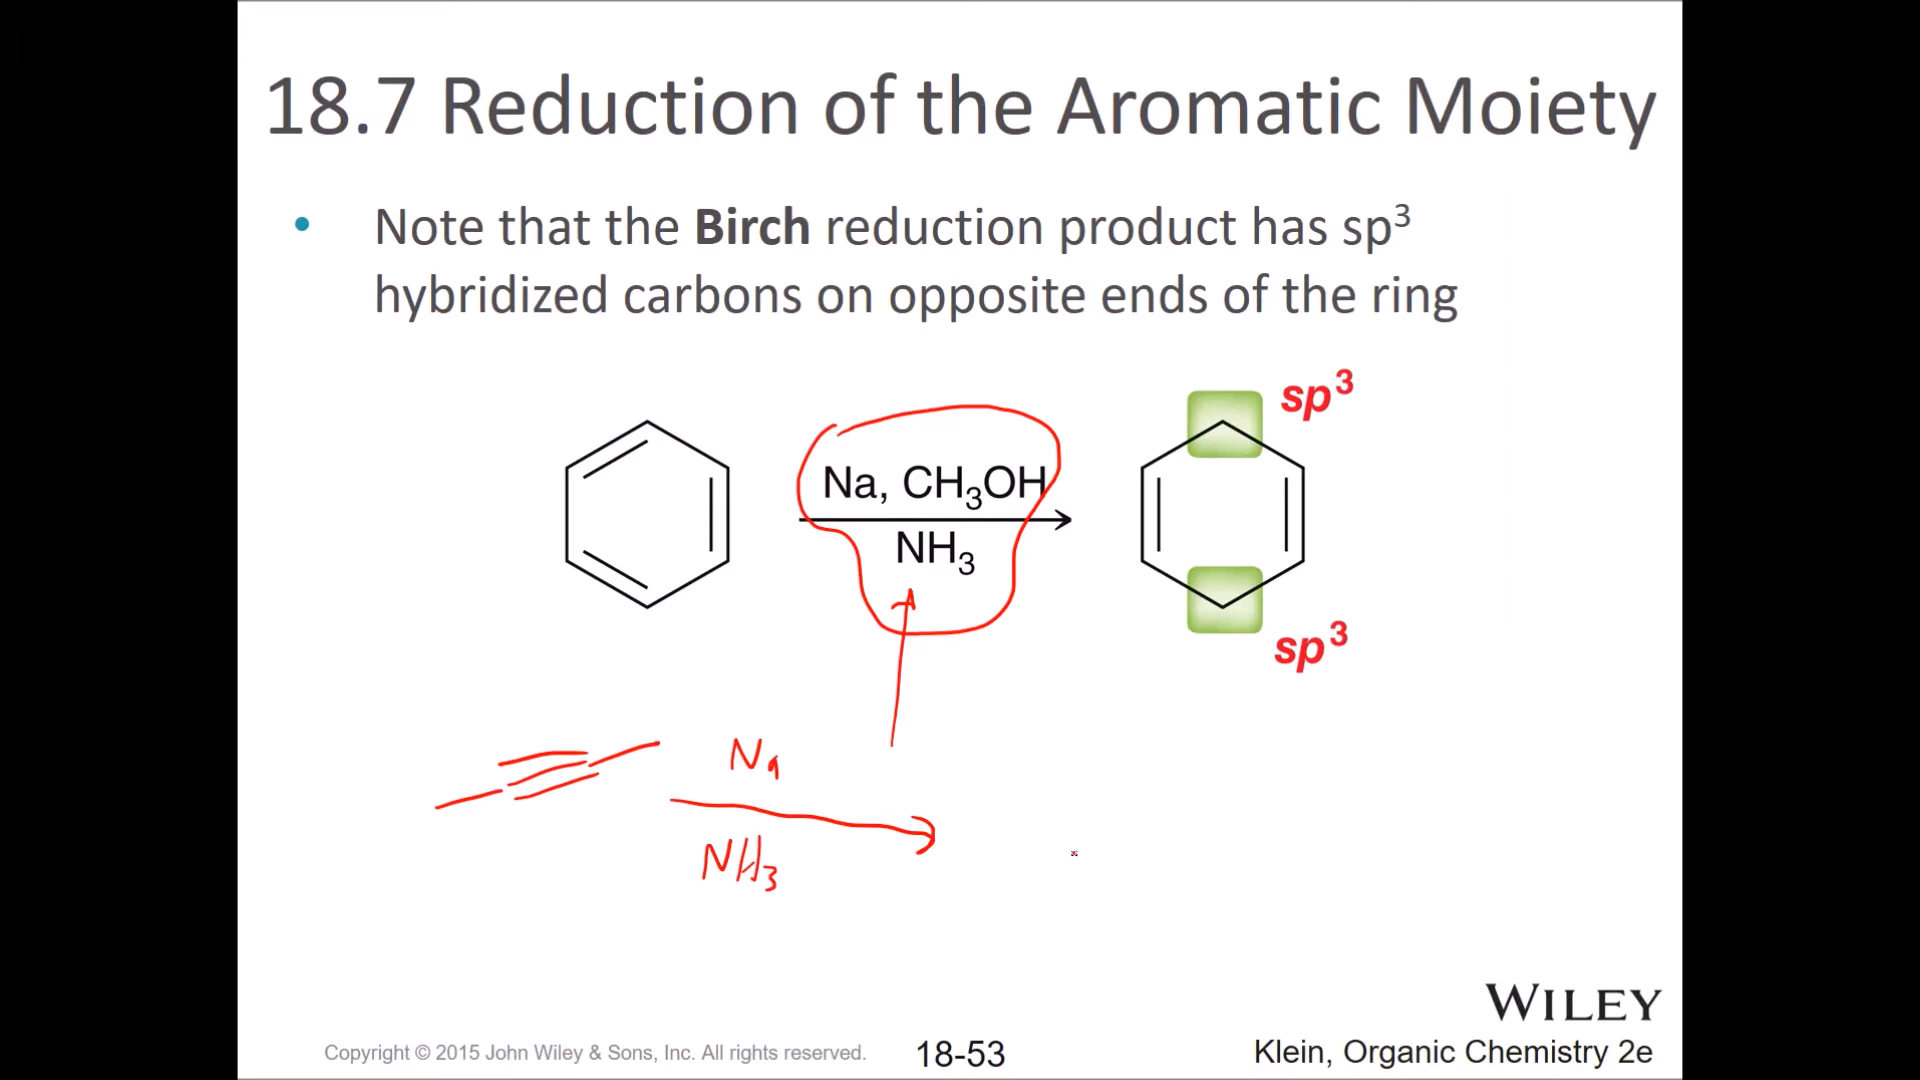 18.7 Reduction of the Aromatic Moiety
• Note that the Birch reduction product has sp³
hybridized carbons on opposite ends of the ring
sp³
Na, CH₃OH
NH₃
sp³
Na
NH₃
WILEY
Copyright © 2015 John Wiley & Sons, Inc. All rights reserved.
18-53
Klein, Organic Chemistry 2e